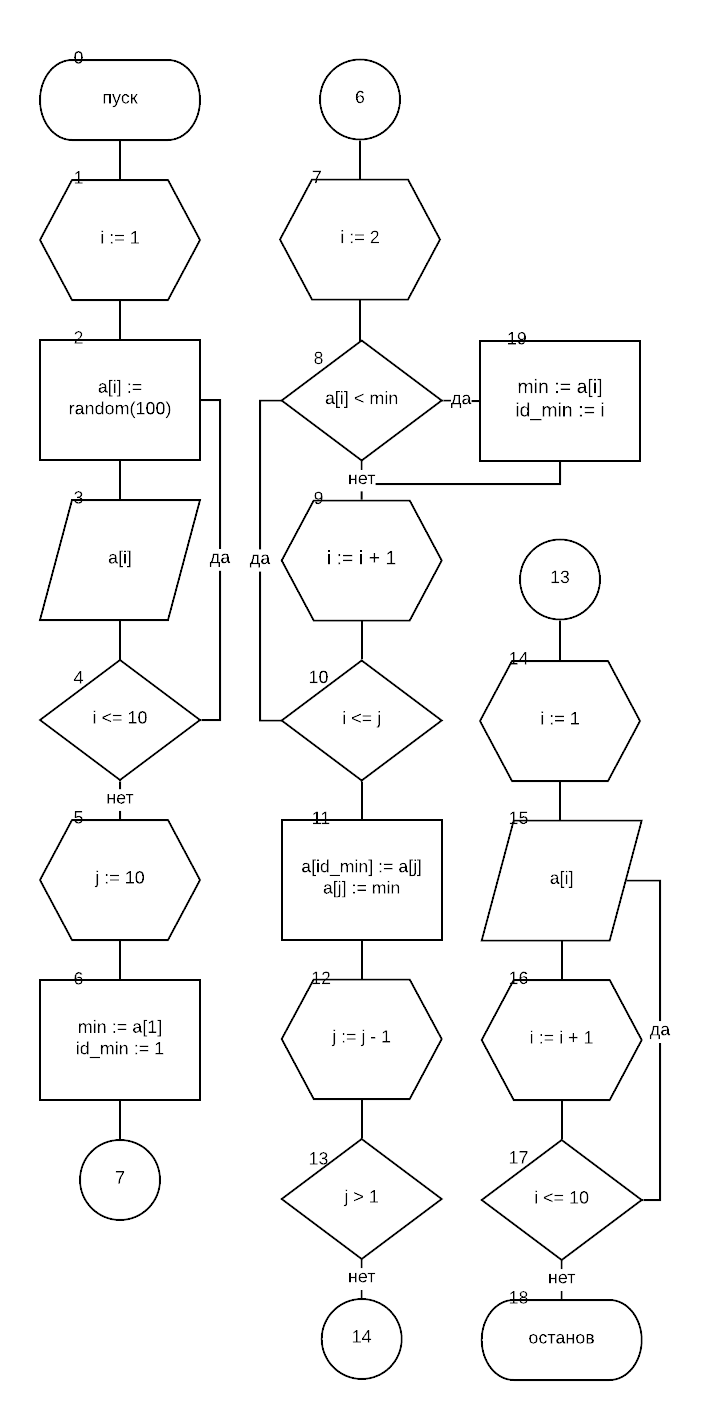 0
пуск
1
i := 1
2
a[i] :=
random(100)
3
a[i]
да
4
i <= 10
нет
5
j := 10
6
min := a[1]
id_min := 1
7
6
7
i := 2
8
a[i] < min
да
19
min := a[i]
id_min := i
нет
9
i := i + 1
да
10
i <= j
11
a[id_min] := a[j]
a[j] := min
12
j := j - 1
13
j > 1
нет
14
13
14
i := 1
15
a[i]
16
i := i + 1
да
17
i <= 10
нет
18
останов